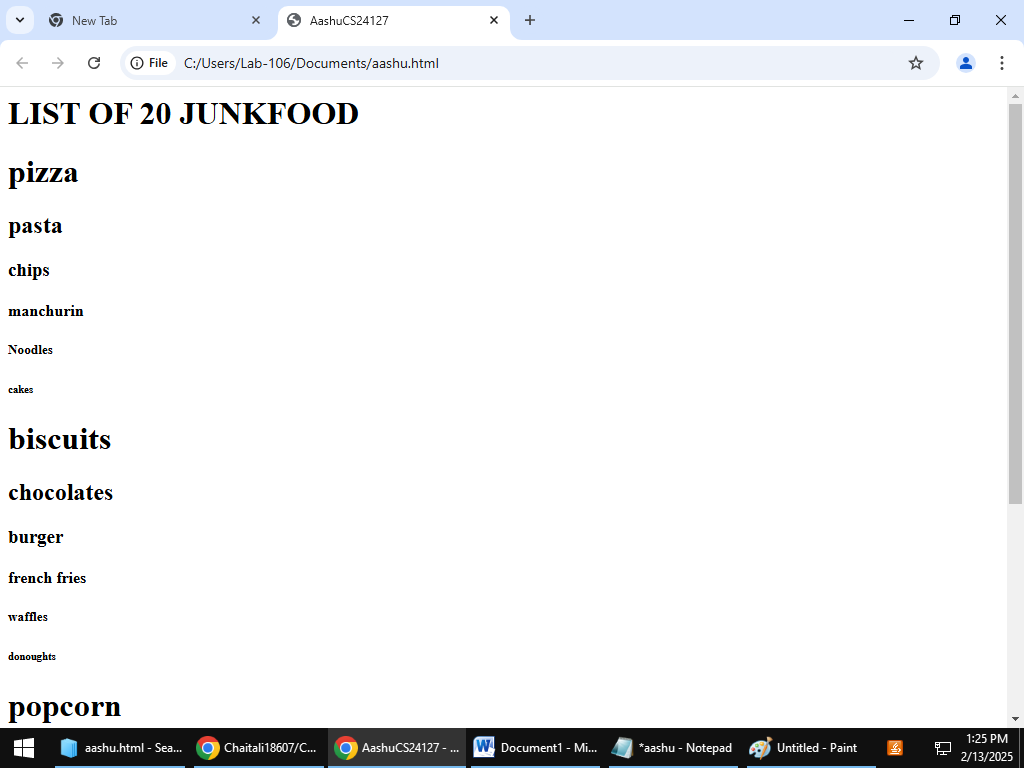 New Tab
AashuCS24127
File
C:/Users/Lab-106/Documents/aashu.html
LIST OF 20 JUNKFOOD
pizza
pasta
chips
manchurin
Noodles
cakes
biscuits
chocolates
burger
french fries
waffles
donoughts
popcorn
aashu.html - Sea...
Chaitali18607/C...
AashuCS24127 - ...
Document1 - Mi...
*aashu - Notepad
Untitled - Paint
1:25 PM
2/13/2025